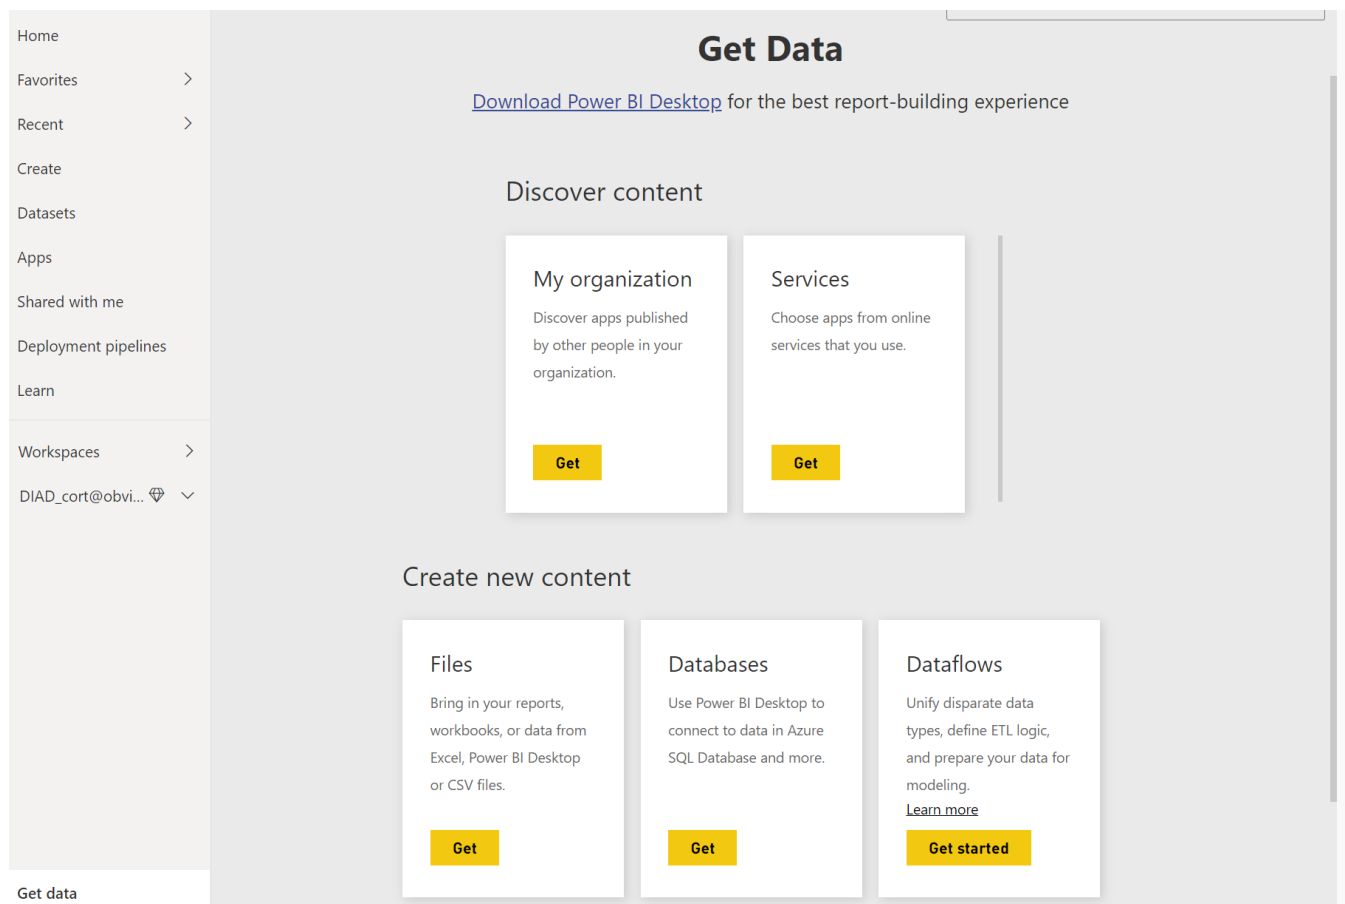 Home
Favorites
Recent
Create
Datasets
Apps
Shared with me
Deployment pipelines
Learn
Workspaces
DIAD_cort@obvi...
Get data
Get Data
Download Power BI Desktop for the best report-building experience
Discover content
My organization
Discover apps published
by other people in your
organization.
Get
Services
Choose apps from online
services that you use.
Get
Create new content
Files
Bring in your reports,
workbooks, or data from
Excel, Power BI Desktop
or CSV files.
Get
Databases
Use Power BI Desktop to
connect to data in Azure
SQL Database and more.
Get
Dataflows
Unify disparate data
types, define ETL logic,
and prepare your data for
modeling.
Learn more
Get started